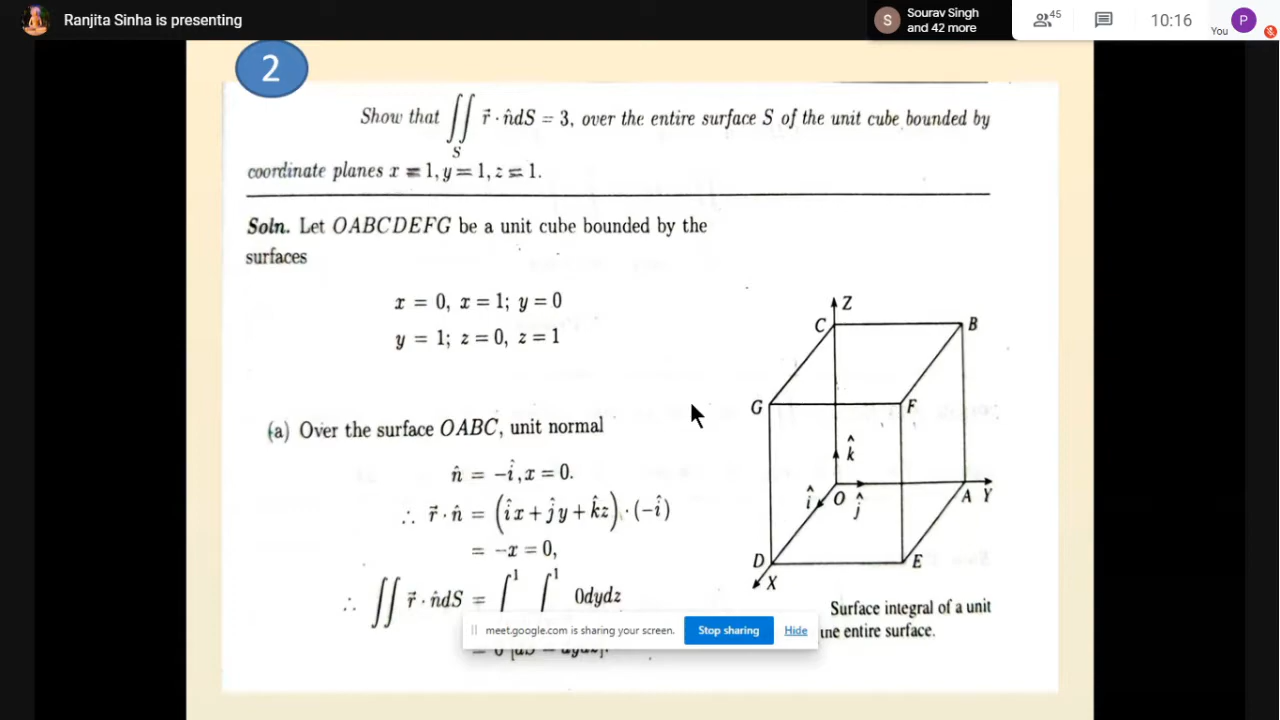 Ranjita Sinha is presenting
S
Sourav Singh
and 42 more
45
10:16
You
P
2
Show that ∬_S r⃗ · n̂dS = 3, over the entire surface S of the unit cube bounded by
coordinate planes x = 1, y = 1, z = 1.
Soln. Let OABCDEFG be a unit cube bounded by the
surfaces
x = 0, x = 1; y = 0
y = 1; z = 0, z = 1
(a) Over the surface OABC, unit normal
n̂ = −î, x = 0.
∴ r⃗ · n̂ = (îx + ĵy + k̂z) · (−î)
= −x = 0,
∴ ∬ r⃗ · n̂dS = ∫¹ ∫¹ 0dydz
Z
C
B
G
F
k̂
î
O
ĵ
A
Y
D
E
X
Surface integral of a unit
entire surface.
meet.google.com is sharing your screen.
Stop sharing
Hide